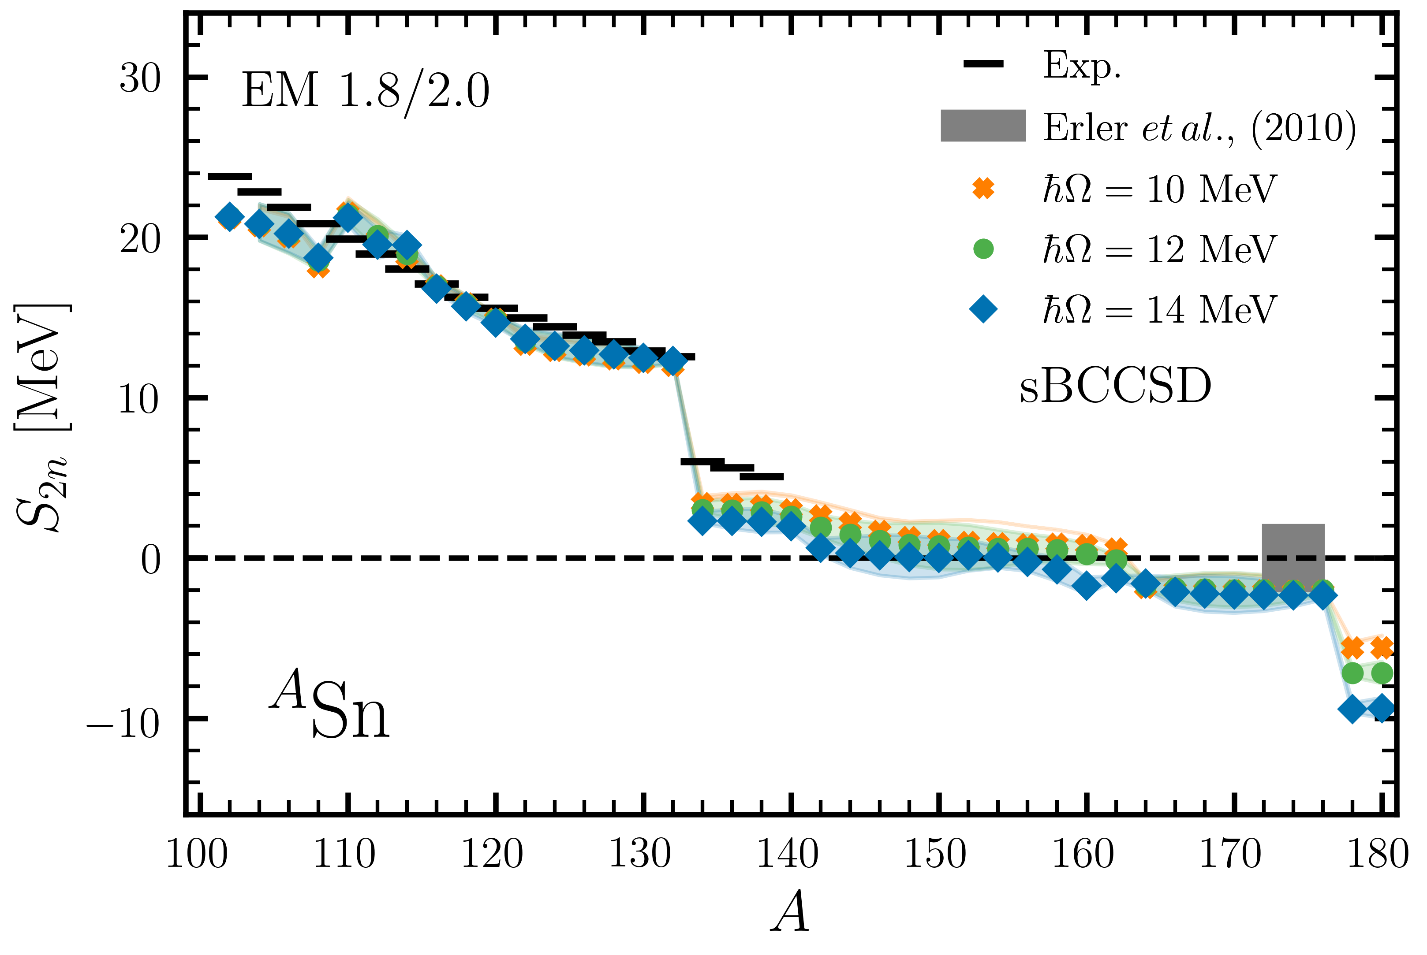 EM 1.8/2.0
Exp.
Erler et al., (2010)
ℏΩ = 10 MeV
ℏΩ = 12 MeV
ℏΩ = 14 MeV
sBCCSD
ᴬSn
S₂ₙ [MeV]
30
20
10
0
−10
100 110 120 130 140 150 160 170 180
A